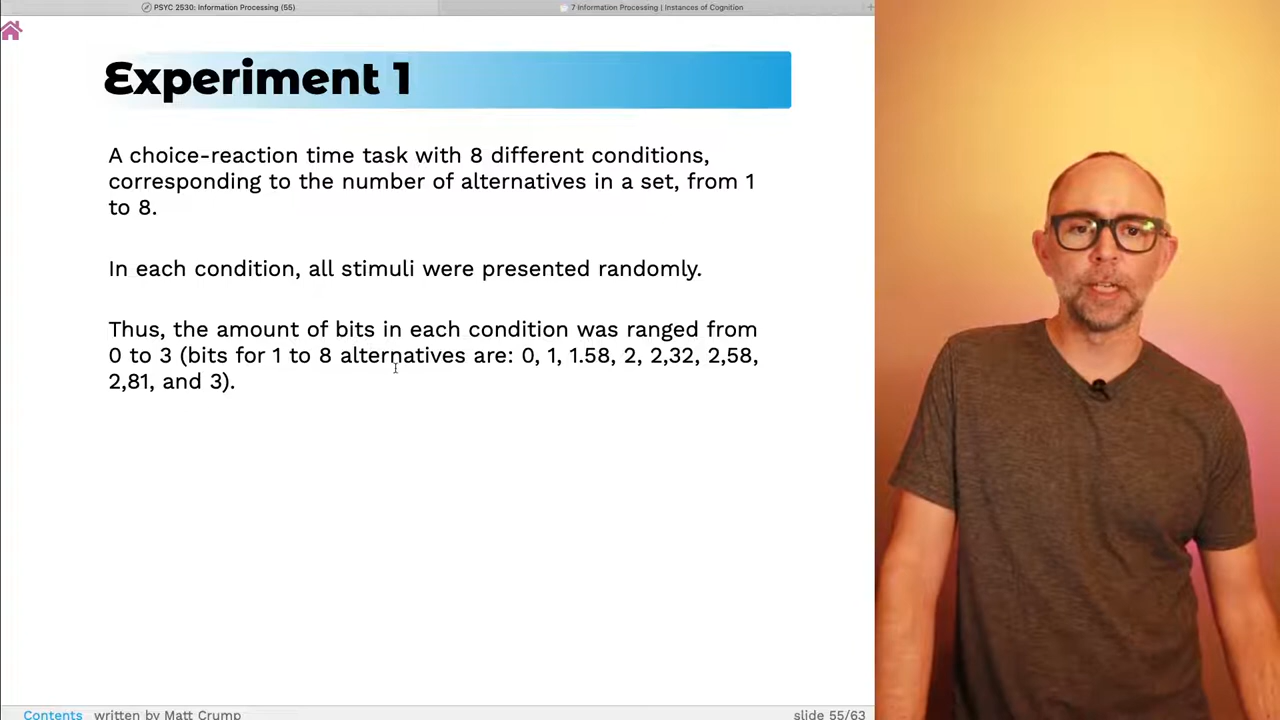 PSYC 2530: Information Processing (55)
7 Information Processing | Instances of Cognition
Experiment 1
A choice-reaction time task with 8 different conditions,
corresponding to the number of alternatives in a set, from 1
to 8.
In each condition, all stimuli were presented randomly.
Thus, the amount of bits in each condition was ranged from
0 to 3 (bits for 1 to 8 alternatives are: 0, 1, 1.58, 2, 2,32, 2,58,
2,81, and 3).
Contents written by Matt Crump
slide 55/63